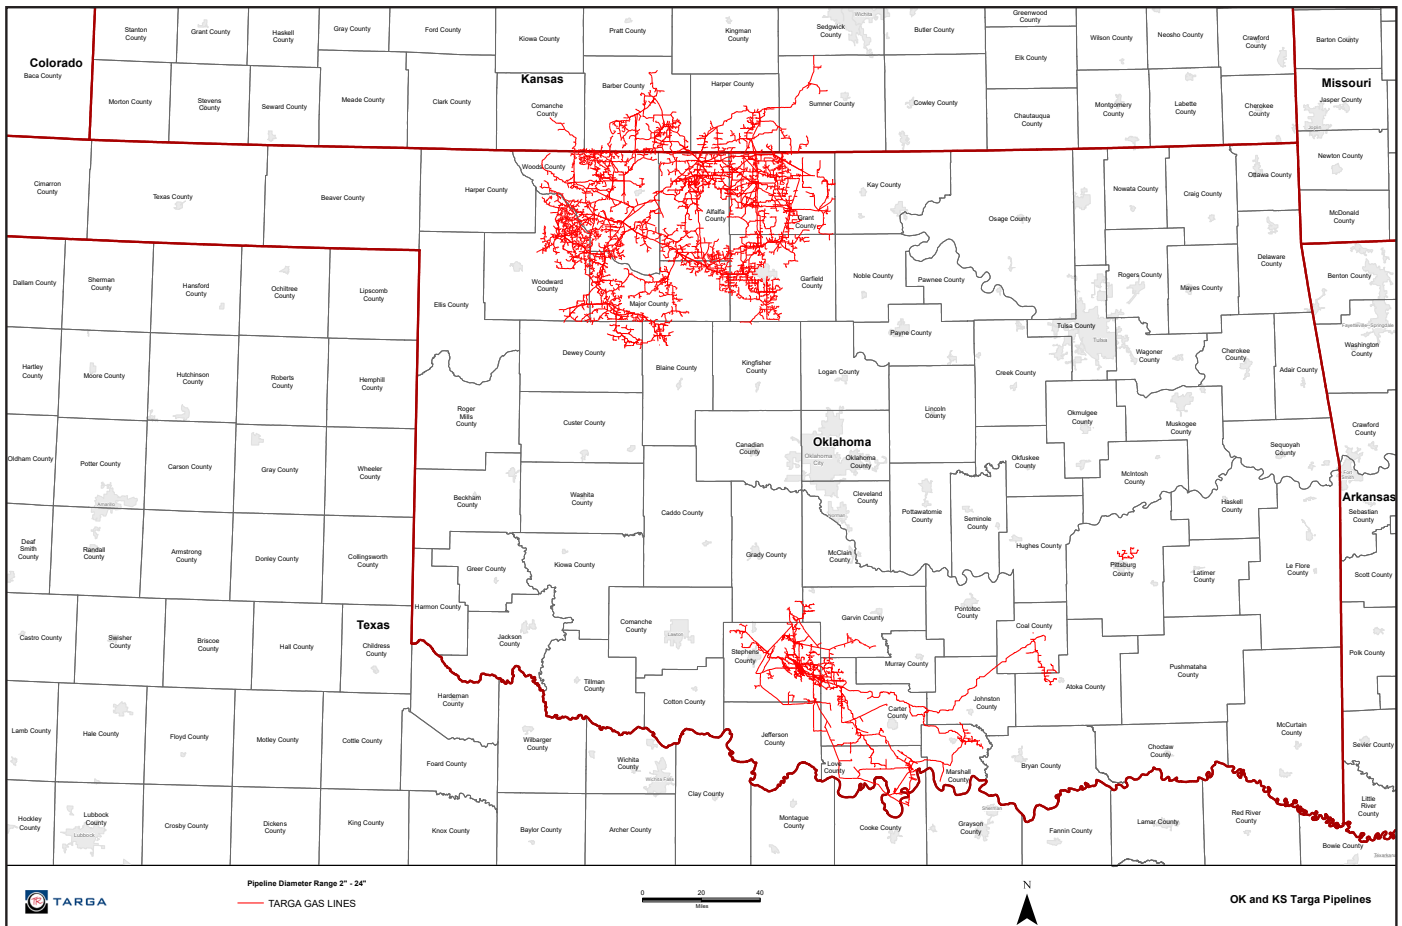 Stanton
County
Grant County
Haskell
County
Gray County
Ford County
Kiowa County
Pratt County
Kingman
County
Sedgwick
County
Wichita
Butler County
Greenwood
County
Elk County
Wilson County
Neosho County
Crawford
County
Barton County
Colorado
Baca County
Morton County
Stevens
County
Seward County
Meade County
Clark County
Kansas
Comanche
County
Barber County
Harper County
Sumner County
Cowley County
Chautauqua
County
Montgomery
County
Labette
County
Cherokee
County
Missouri
Jasper County
Joplin
Newton County
McDonald
County
Cimarron
County
Texas County
Beaver County
Harper County
Woods County
Alfalfa
County
Grant
County
Kay County
Osage County
Nowata County
Craig County
Ottawa County
Delaware
County
Dallam County
Sherman
County
Hansford
County
Ochiltree
County
Lipscomb
County
Ellis County
Woodward
County
Major County
Garfield
County
Noble County
Pawnee County
Rogers County
Mayes County
Benton County
Washington
County
Hartley
County
Moore County
Hutchinson
County
Roberts
County
Hemphill
County
Roger
Mills
County
Dewey County
Blaine County
Kingfisher
County
Logan County
Payne County
Creek County
Tulsa County
Tulsa
Wagoner
County
Cherokee
County
Adair County
Oldham County
Potter County
Amarillo
Carson County
Gray County
Wheeler
County
Custer County
Canadian
County
Oklahoma
Oklahoma
City
Oklahoma
County
Lincoln
County
Okmulgee
County
Muskogee
County
Sequoyah
County
Crawford
County
Fort
Smith
Arkansas
Sebastian
County
Deaf
Smith
County
Randall
County
Armstrong
County
Donley County
Collingsworth
County
Beckham
County
Washita
County
Caddo County
Grady County
Cleveland
County
Norman
McClain
County
Pottawatomie
County
Seminole
County
Okfuskee
County
Hughes County
McIntosh
County
Haskell
County
Pittsburg
County
Latimer
County
Le Flore
County
Scott County
Castro County
Swisher
County
Briscoe
County
Hall County
Texas
Childress
County
Greer County
Harmon County
Kiowa County
Jackson
County
Comanche
County
Lawton
Stephens
County
Garvin County
Murray County
Pontotoc
County
Coal County
Atoka County
Pushmataha
County
Polk County
Lamb County
Hale County
Floyd County
Motley County
Cottle County
Hardeman
County
Foard County
Wilbarger
County
Tillman
County
Cotton County
Wichita
County
Wichita Falls
Jefferson
County
Carter
County
Love
County
Johnston
County
Marshall
County
Bryan County
Choctaw
County
McCurtain
County
Sevier County
Little
River
County
Hockley
County
Lubbock
County
Lubbock
Crosby County
Dickens
County
King County
Knox County
Baylor County
Archer County
Clay County
Montague
County
Cooke County
Grayson
County
Sherman
Fannin County
Lamar County
Red River
County
Bowie County
TARGA
Pipeline Diameter Range 2" - 24"
TARGA GAS LINES
0 20 40
Miles
N
OK and KS Targa Pipelines